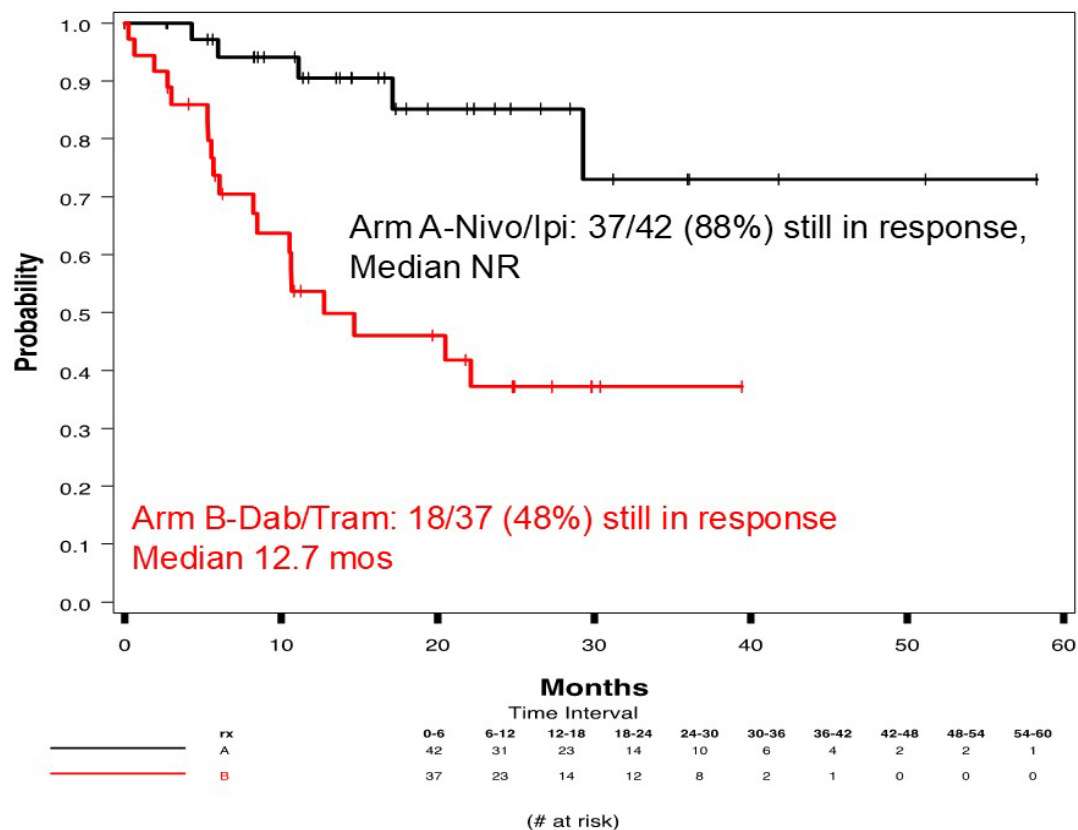 1.0
0.9
0.8
0.7
0.6
0.5
0.4
0.3
0.2
0.1
0.0
Probability
Arm A-Nivo/Ipi: 37/42 (88%) still in response,
Median NR
Arm B-Dab/Tram: 18/37 (48%) still in response
Median 12.7 mos
0 10 20 30 40 50 60
Months
Time Interval
rx 0-6 6-12 12-18 18-24 24-30 30-36 36-42 42-48 48-54 54-60
A 42 31 23 14 10 6 4 2 2 1
B 37 23 14 12 8 2 1 0 0 0
(# at risk)